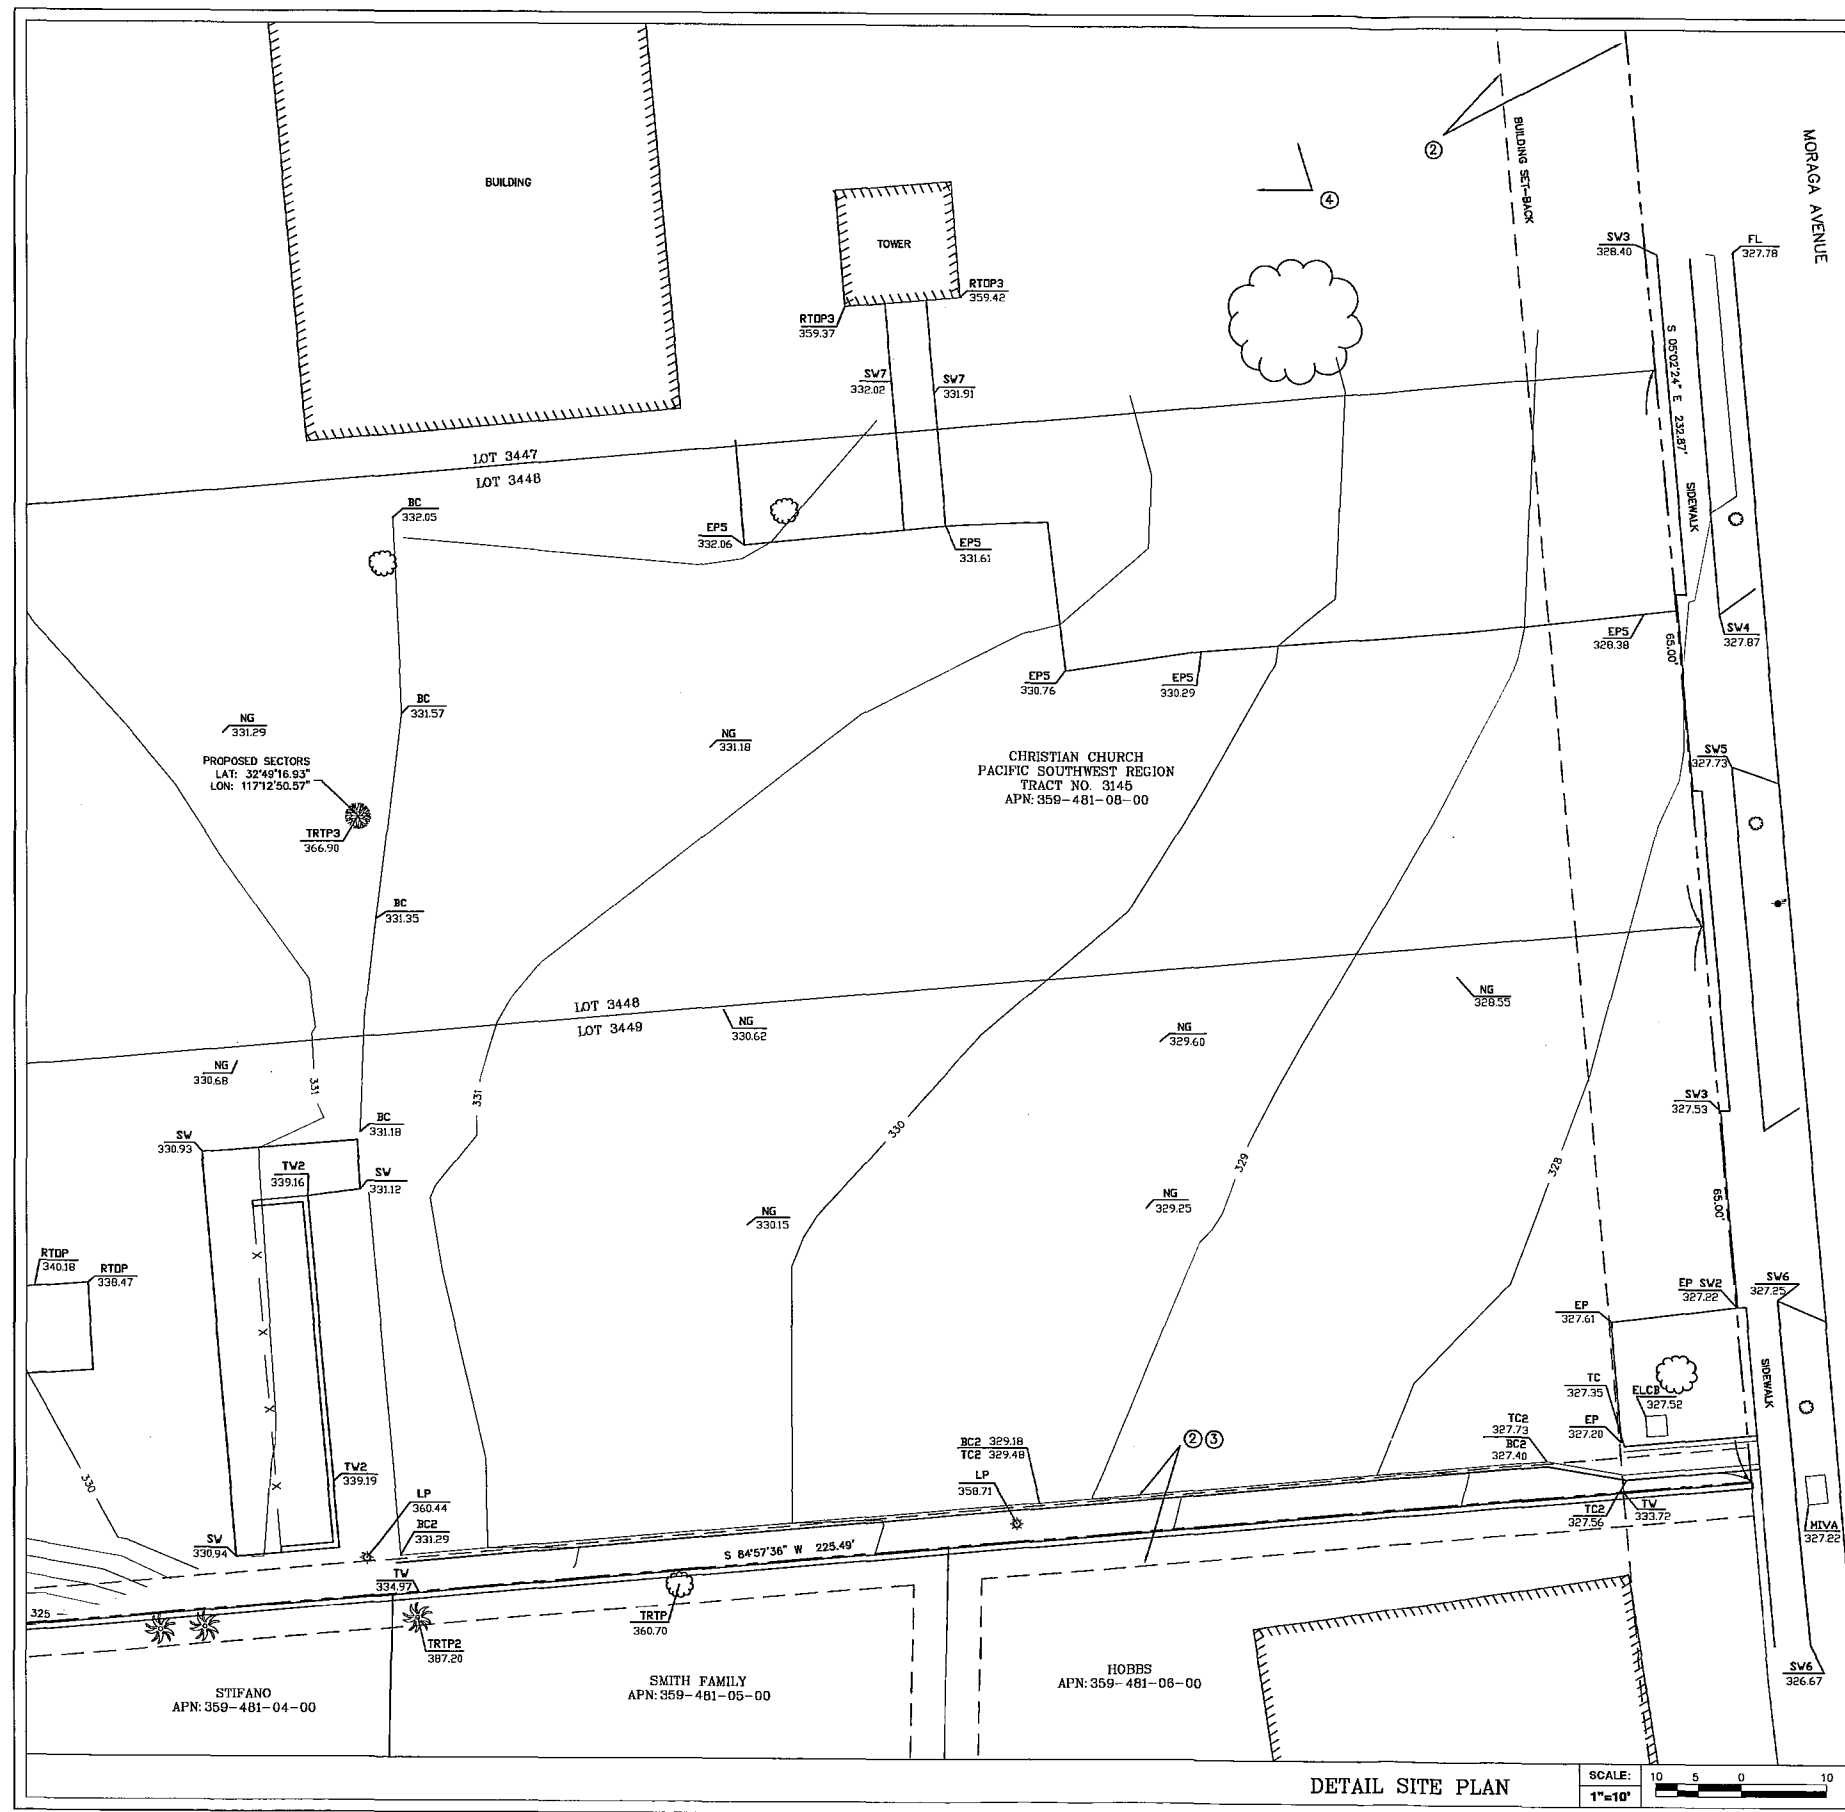 BUILDING
TOWER
②
④
BUILDING SET-BACK
MORAGA AVENUE
SW3
328.40
FL
327.78
RTOP3
359.42
RTOP3
359.37
SW7
332.02
SW7
331.91
S 05°02'24" E 232.87'
SIDEWALK
LOT 3447
LOT 3448
BC
332.05
EP5
332.06
EP5
331.61
EP5
328.38
65.00'
SW4
327.87
EP5
330.76
EP5
330.29
BC
331.57
NG
331.29
NG
331.18
PROPOSED SECTORS
LAT: 32°49'16.93"
LON: 117°12'50.57"
TRTP3
366.90
CHRISTIAN CHURCH
PACIFIC SOUTHWEST REGION
TRACT NO. 3145
APN: 359-481-08-00
SW5
327.73
BC
331.35
LOT 3448
LOT 3449
NG
330.62
NG
329.60
NG
328.55
NG
330.68
331
331
330
329
328
BC
331.18
SW3
327.53
SW
330.93
TW2
339.16
SW
331.12
NG
330.15
NG
329.25
65.00'
RTOP
340.18
RTOP
338.47
X
X
X
X
EP SW2
327.22
SW6
327.25
EP
327.61
TC
327.35
ELCB
327.52
SIDEWALK
EP
327.20
TC2
327.73
BC2
327.40
BC2 329.18
TC2 329.48
②③
LP
358.71
TW2
339.19
LP
360.44
BC2
331.29
330
SW
330.94
S 84°57'36" W 225.49'
TC2
327.56
TW
333.72
MIVA
327.22
TW
334.97
325
TRTP
360.70
TRTP2
387.20
STIFANO
APN: 359-481-04-00
SMITH FAMILY
APN: 359-481-05-00
HOBBS
APN: 359-481-06-00
SW6
326.67
DETAIL SITE PLAN
SCALE:
1"=10'
10 5 0 10